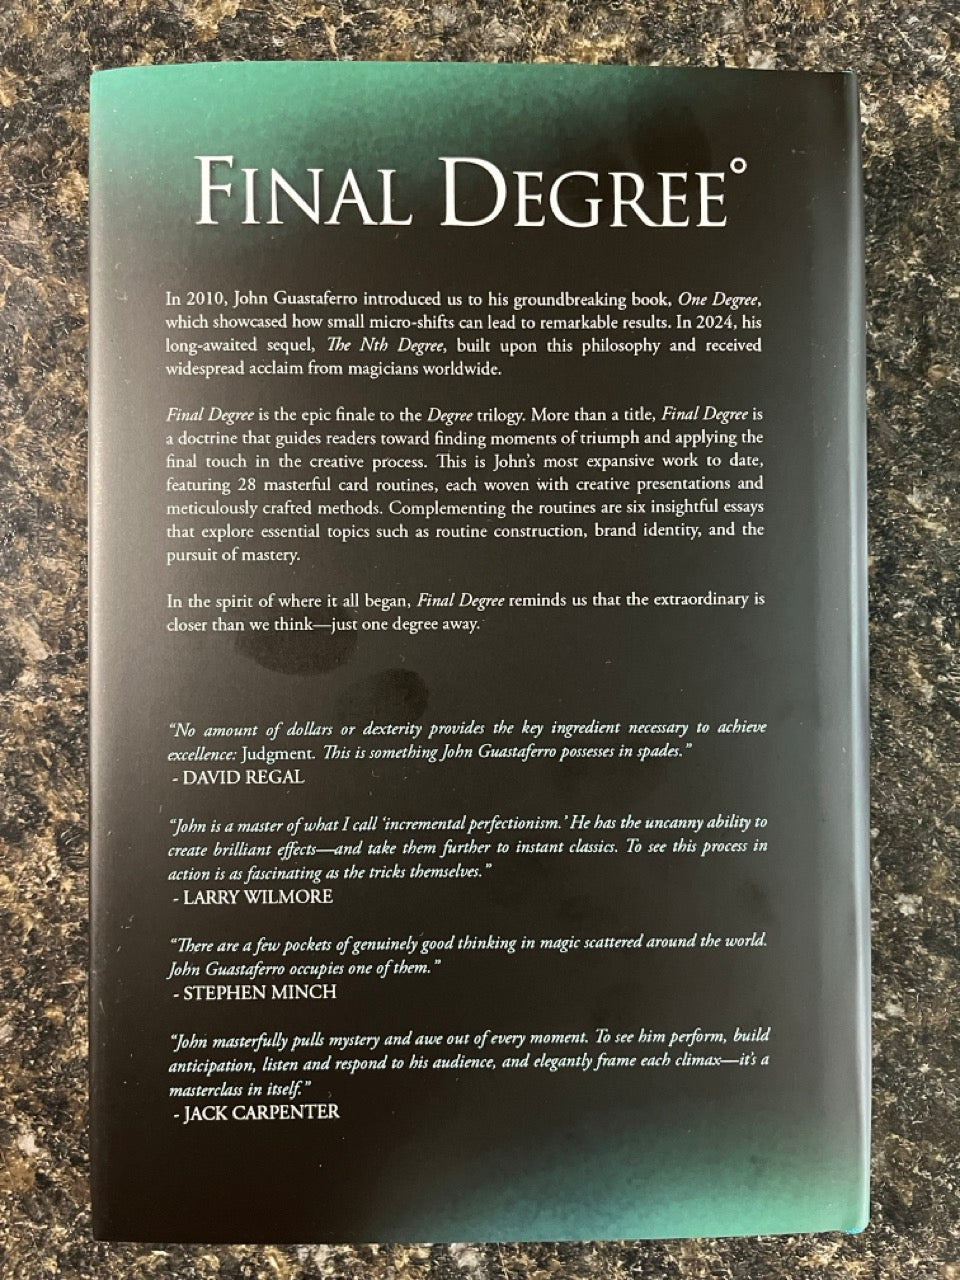 FINAL DEGREE°
In 2010, John Guastaferro introduced us to his groundbreaking book, One Degree,
which showcased how small micro-shifts can lead to remarkable results. In 2024, his
long-awaited sequel, The Nth Degree, built upon this philosophy and received
widespread acclaim from magicians worldwide.
Final Degree is the epic finale to the Degree trilogy. More than a title, Final Degree is
a doctrine that guides readers toward finding moments of triumph and applying the
final touch in the creative process. This is John's most expansive work to date,
featuring 28 masterful card routines, each woven with creative presentations and
meticulously crafted methods. Complementing the routines are six insightful essays
that explore essential topics such as routine construction, brand identity, and the
pursuit of mastery.
In the spirit of where it all began, Final Degree reminds us that the extraordinary is
closer than we think—just one degree away.
“No amount of dollars or dexterity provides the key ingredient necessary to achieve
excellence: Judgment. This is something John Guastaferro possesses in spades.”
- DAVID REGAL
“John is a master of what I call ‘incremental perfectionism.’ He has the uncanny ability to
create brilliant effects—and take them further to instant classics. To see this process in
action is as fascinating as the tricks themselves.”
- LARRY WILMORE
“There are a few pockets of genuinely good thinking in magic scattered around the world.
John Guastaferro occupies one of them.”
- STEPHEN MINCH
“John masterfully pulls mystery and awe out of every moment. To see him perform, build
anticipation, listen and respond to his audience, and elegantly frame each climax—it's a
masterclass in itself.”
- JACK CARPENTER